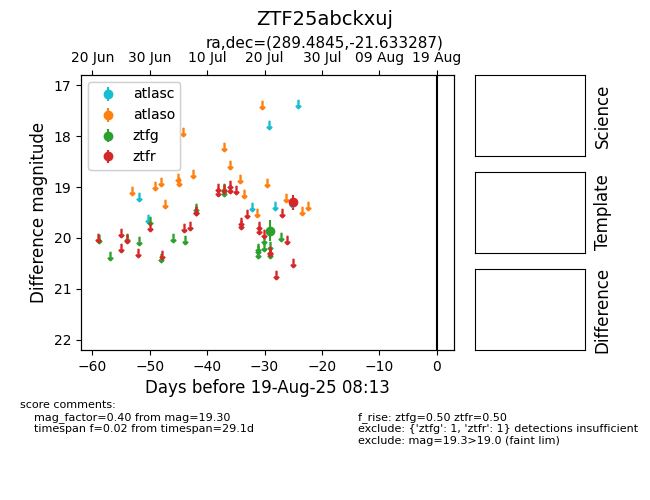 ZTF25abckxuj
ra,dec=(289.4845,-21.633287)
20 Jun 30 Jun 10 Jul 20 Jul 30 Jul 09 Aug 19 Aug
17
18
19
20
21
22
Difference magnitude
atlasc
atlaso
ztfg
ztfr
−60 −50 −40 −30 −20 −10 0
Days before 19-Aug-25 08:13
Science
Template
Difference
score comments:
mag_factor=0.40 from mag=19.30
timespan f=0.02 from timespan=29.1d
f_rise: ztfg=0.50 ztfr=0.50
exclude: {'ztfg': 1, 'ztfr': 1} detections insufficient
exclude: mag=19.3>19.0 (faint lim)